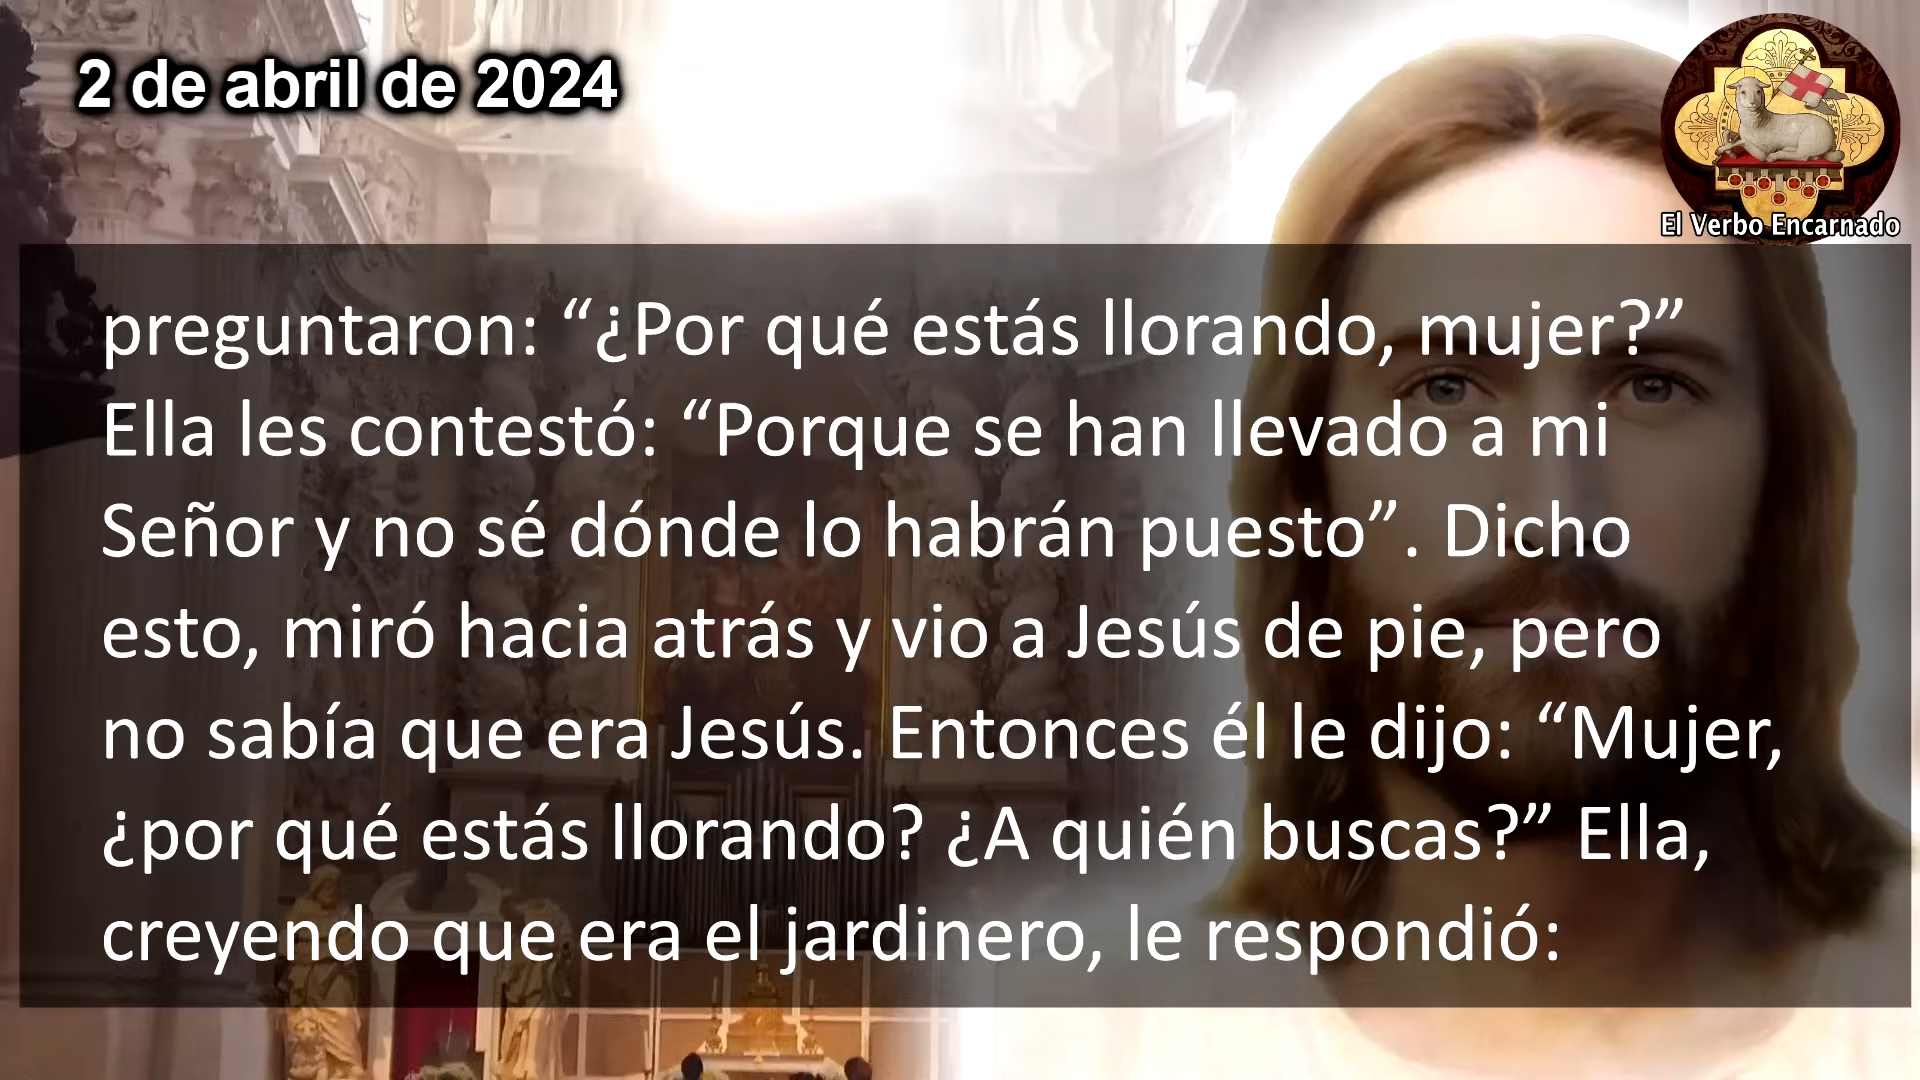 2 de abril de 2024
El Verbo Encarnado
preguntaron: “¿Por qué estás llorando, mujer?”
Ella les contestó: “Porque se han llevado a mi
Señor y no sé dónde lo habrán puesto”. Dicho
esto, miró hacia atrás y vio a Jesús de pie, pero
no sabía que era Jesús. Entonces él le dijo: “Mujer,
¿por qué estás llorando? ¿A quién buscas?” Ella,
creyendo que era el jardinero, le respondió: